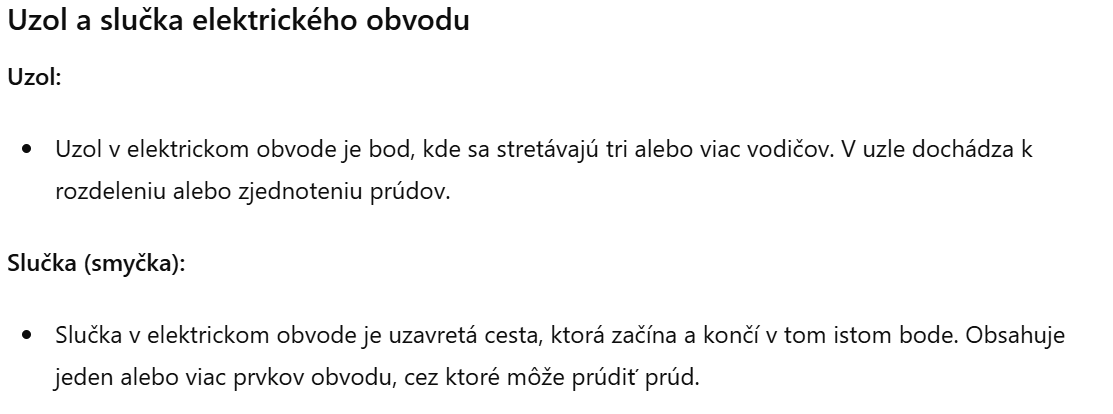 Uzol a slučka elektrického obvodu
Uzol:
• Uzol v elektrickom obvode je bod, kde sa stretávajú tri alebo viac vodičov. V uzle dochádza k
rozdeleniu alebo zjednoteniu prúdov.
Slučka (smyčka):
• Slučka v elektrickom obvode je uzavretá cesta, ktorá začína a končí v tom istom bode. Obsahuje
jeden alebo viac prvkov obvodu, cez ktoré môže prúdiť prúd.